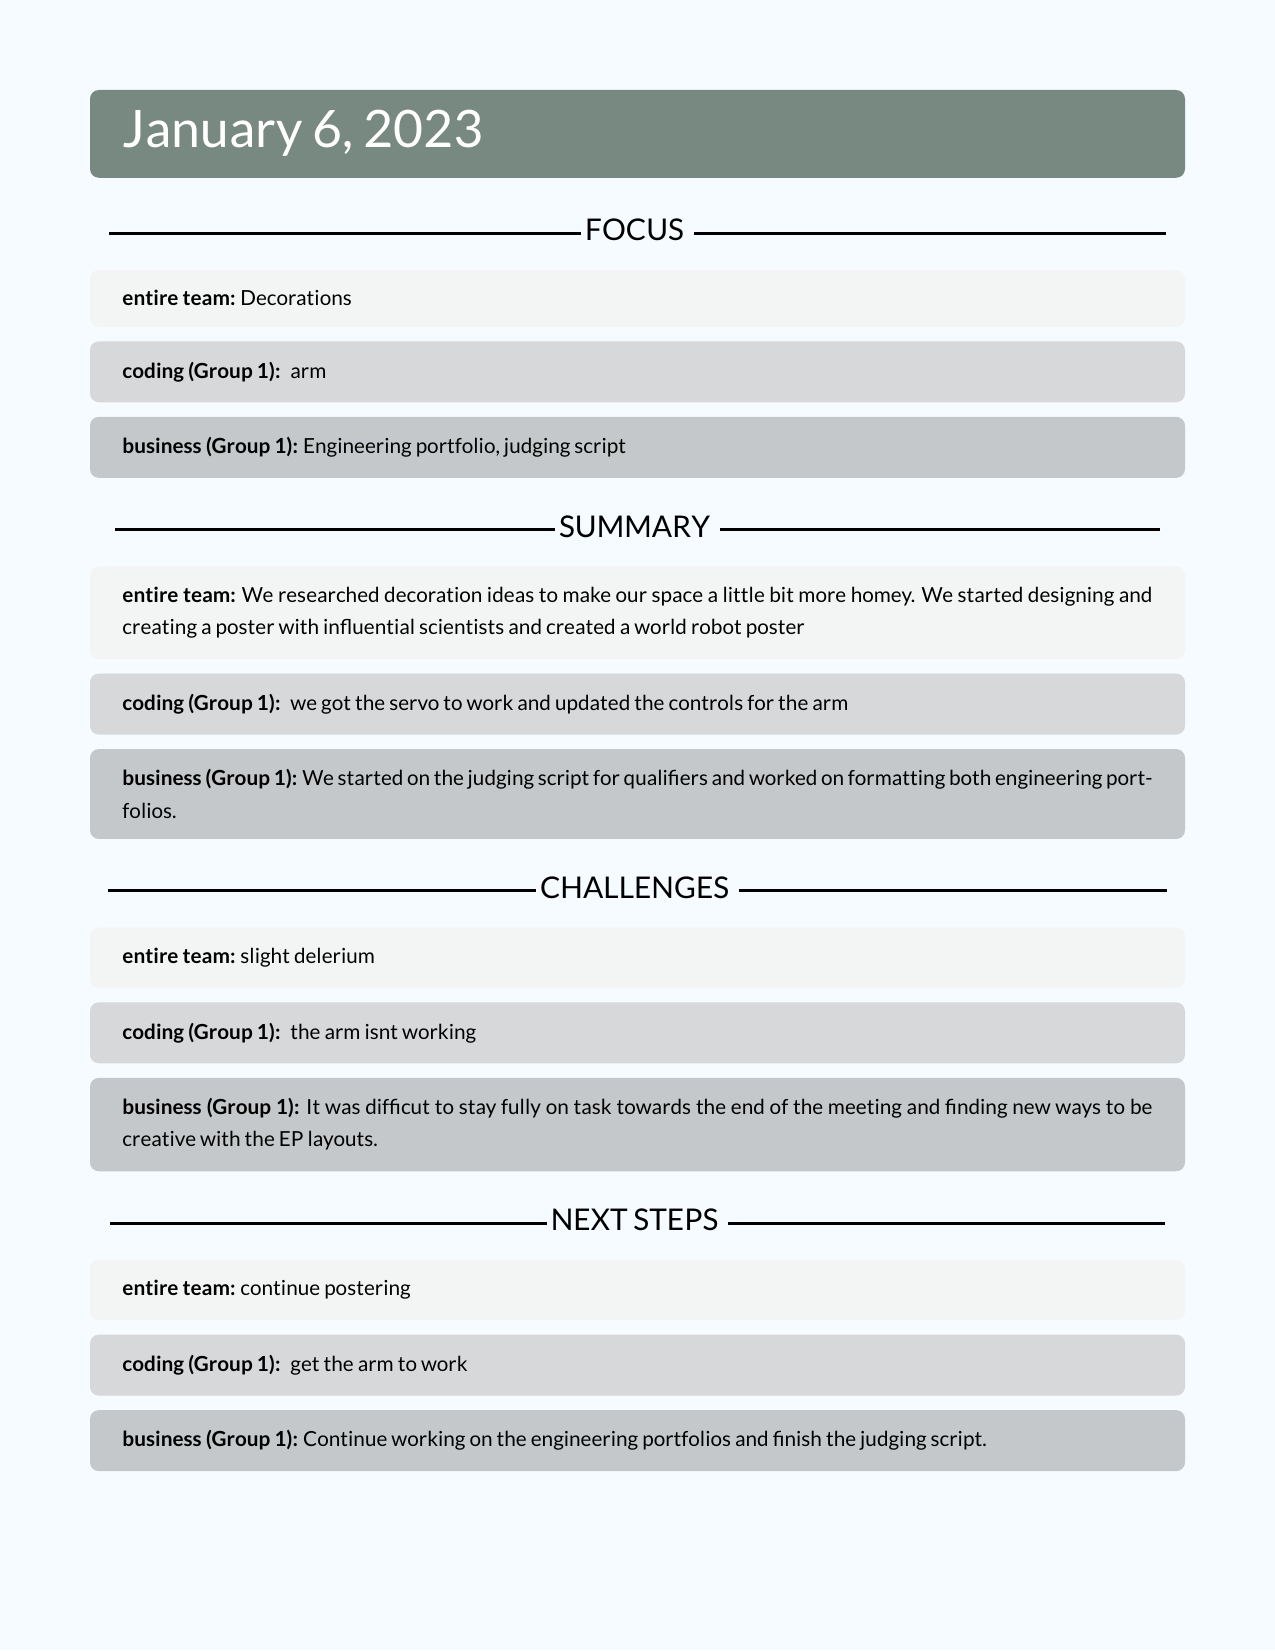 January 6, 2023
FOCUS
entire team: Decorations
coding (Group 1): arm
business (Group 1): Engineering portfolio, judging script
SUMMARY
entire team: We researched decoration ideas to make our space a little bit more homey. We started designing and
creating a poster with influential scientists and created a world robot poster
coding (Group 1): we got the servo to work and updated the controls for the arm
business (Group 1): We started on the judging script for qualifiers and worked on formatting both engineering port-
folios.
CHALLENGES
entire team: slight delerium
coding (Group 1): the arm isnt working
business (Group 1): It was difficut to stay fully on task towards the end of the meeting and finding new ways to be
creative with the EP layouts.
NEXT STEPS
entire team: continue postering
coding (Group 1): get the arm to work
business (Group 1): Continue working on the engineering portfolios and finish the judging script.